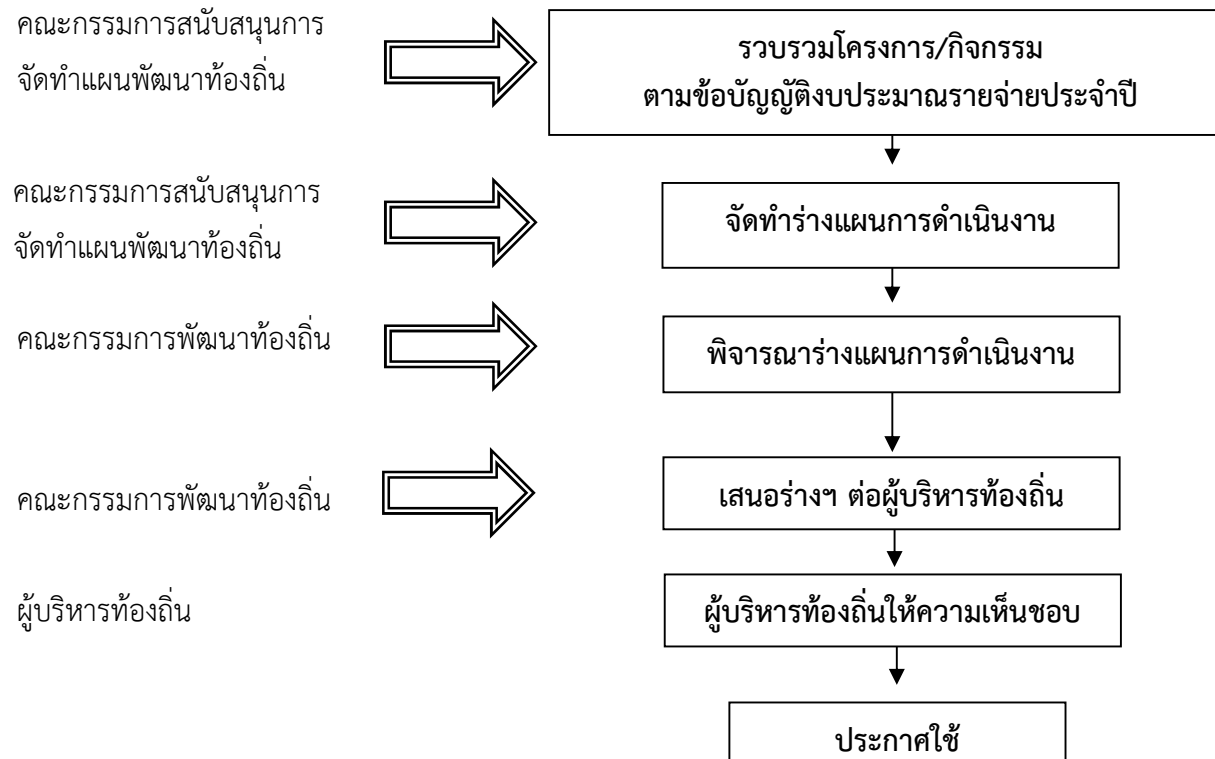 คณะกรรมการสนับสนุนการ
จัดทำแผนพัฒนาท้องถิ่น
รวบรวมโครงการ/กิจกรรม
ตามข้อบัญญัติงบประมาณรายจ่ายประจำปี
คณะกรรมการสนับสนุนการ
จัดทำแผนพัฒนาท้องถิ่น
จัดทำร่างแผนการดำเนินงาน
คณะกรรมการพัฒนาท้องถิ่น
พิจารณาร่างแผนการดำเนินงาน
คณะกรรมการพัฒนาท้องถิ่น
เสนอร่างฯ ต่อผู้บริหารท้องถิ่น
ผู้บริหารท้องถิ่น
ผู้บริหารท้องถิ่นให้ความเห็นชอบ
ประกาศใช้